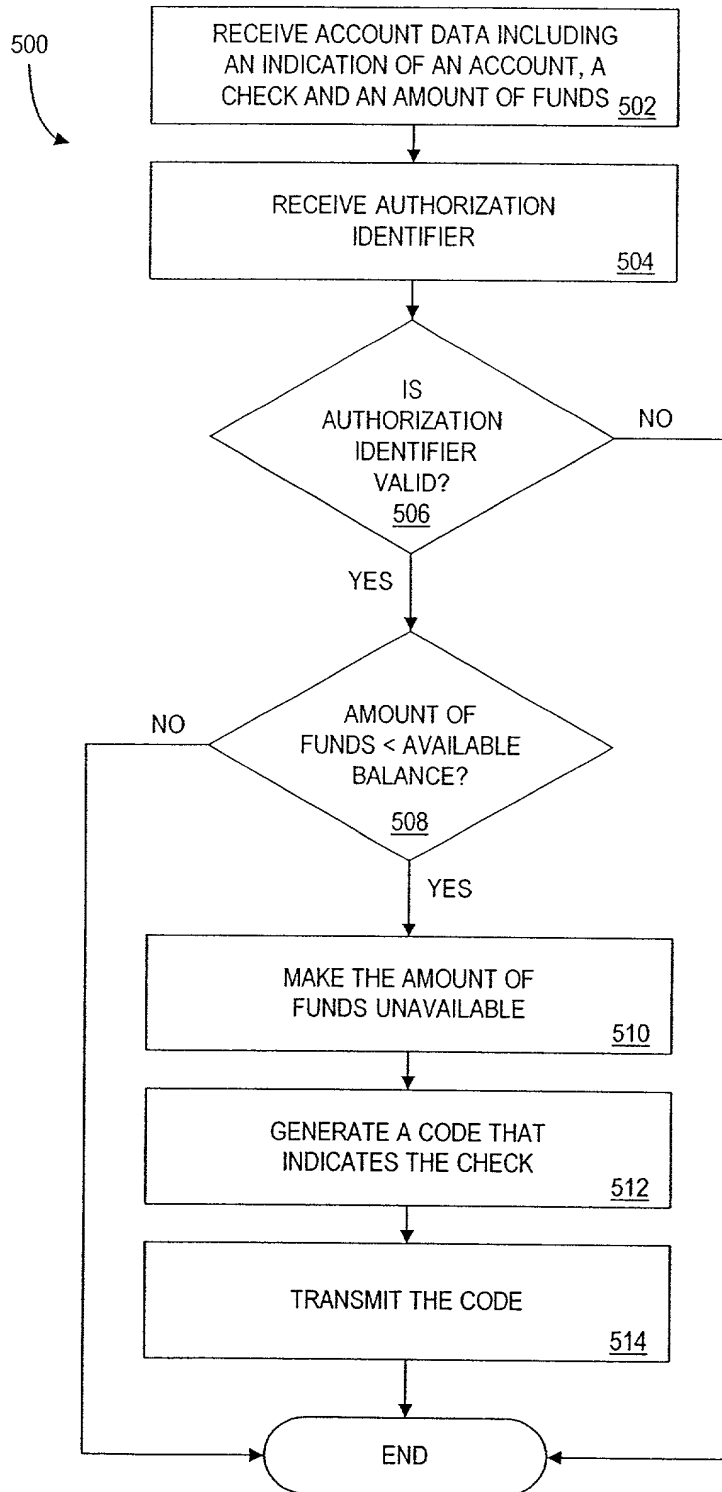 500
RECEIVE ACCOUNT DATA INCLUDING
AN INDICATION OF AN ACCOUNT, A
CHECK AND AN AMOUNT OF FUNDS
502
RECEIVE AUTHORIZATION
IDENTIFIER
504
IS
AUTHORIZATION
IDENTIFIER
VALID?
506
NO
YES
AMOUNT OF
FUNDS < AVAILABLE
BALANCE?
508
NO
YES
MAKE THE AMOUNT OF
FUNDS UNAVAILABLE
510
GENERATE A CODE THAT
INDICATES THE CHECK
512
TRANSMIT THE CODE
514
END